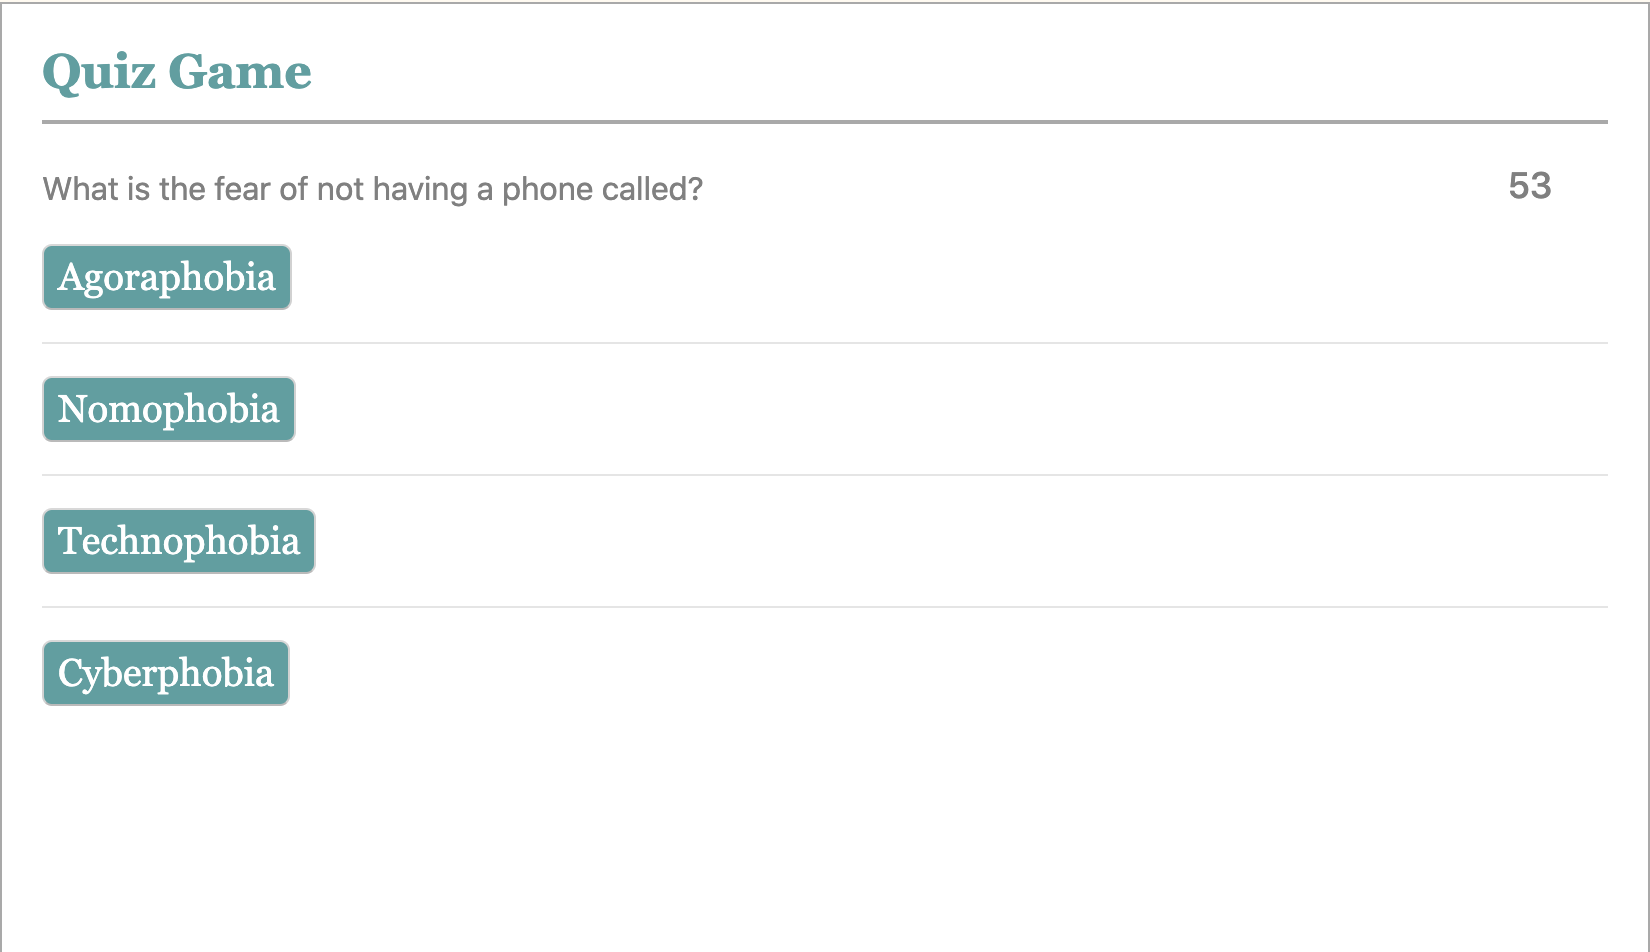 Quiz Game
What is the fear of not having a phone called?
53
Agoraphobia
Nomophobia
Technophobia
Cyberphobia